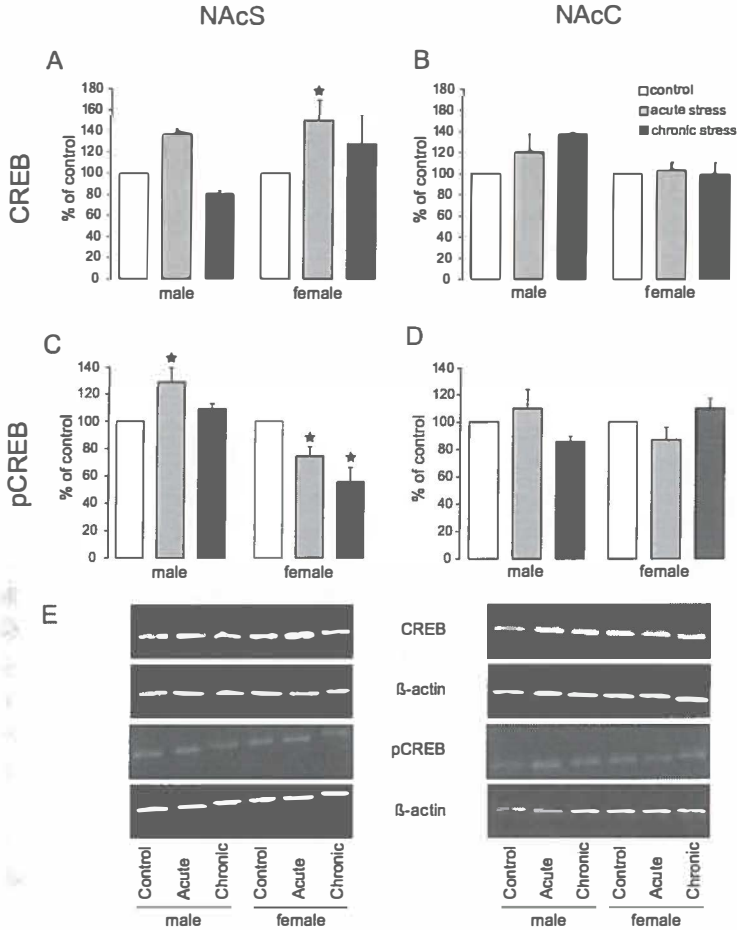 NAcS
NAcC
A
B
CREB
% of control
180
160
140
120
100
80
60
40
20
0
male
female
★
% of control
180
160
140
120
100
80
60
40
20
0
male
female
control
acute stress
chronic stress
C
D
pCREB
% of control
140
120
100
80
60
40
20
0
male
female
★
★
★
% of control
140
120
100
80
60
40
20
0
male
female
E
CREB
ß-actin
pCREB
ß-actin
Control
Acute
Chronic
Control
Acute
Chronic
male
female
Control
Acute
Chronic
Control
Acute
Chronic
male
female